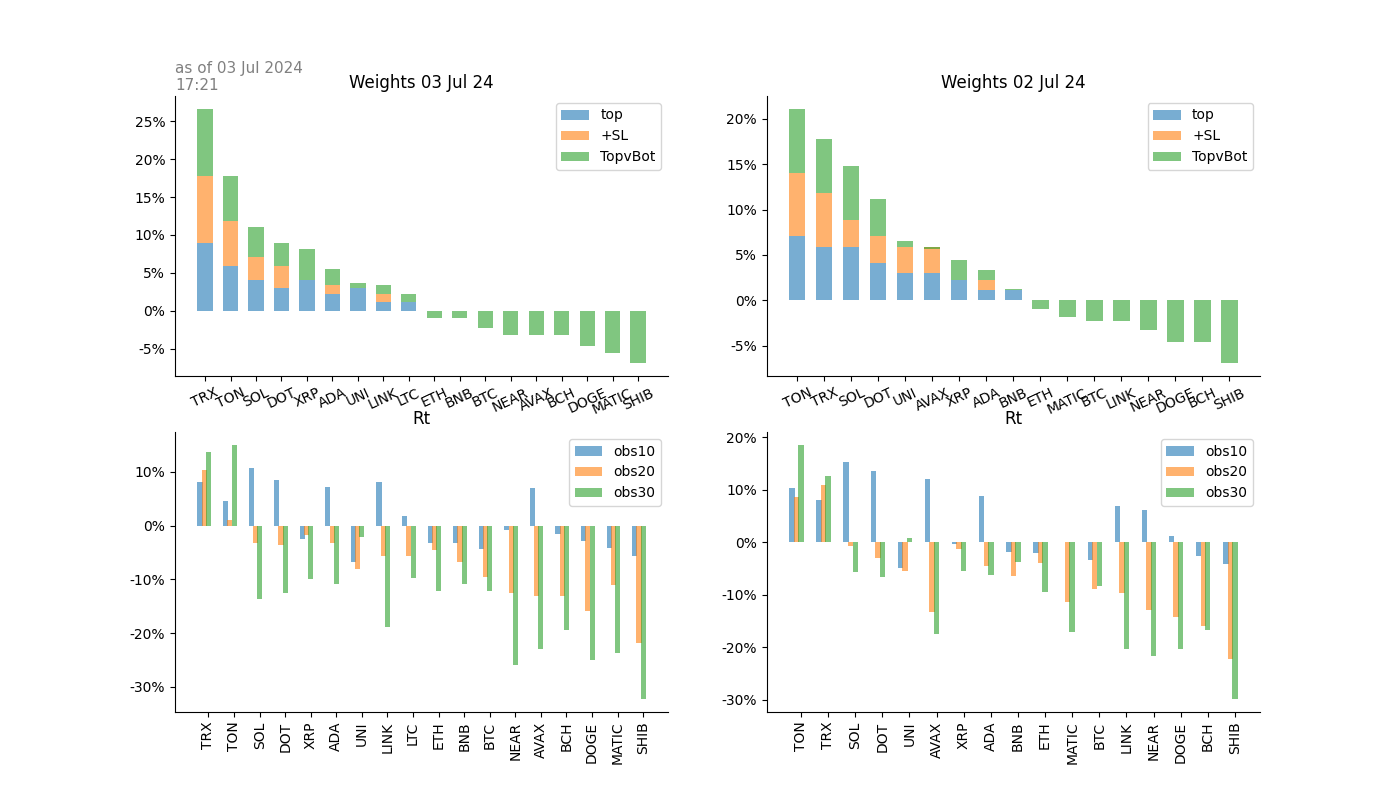 as of 03 Jul 2024
17:21
Weights 03 Jul 24
25%
20%
15%
10%
5%
0%
-5%
top
+SL
TopvBot
TRX TON SOL DOT XRP ADA UNI LINK LTC ETH BNB BTC NEAR AVAX BCH DOGE MATIC SHIB
Weights 02 Jul 24
20%
15%
10%
5%
0%
-5%
top
+SL
TopvBot
TON TRX SOL DOT UNI AVAX XRP ADA BNB ETH MATIC BTC LINK NEAR DOGE BCH SHIB
Rt
10%
0%
-10%
-20%
-30%
obs10
obs20
obs30
TRX TON SOL DOT XRP ADA UNI LINK LTC ETH BNB BTC NEAR AVAX BCH DOGE MATIC SHIB
Rt
20%
10%
0%
-10%
-20%
-30%
obs10
obs20
obs30
TON TRX SOL DOT UNI AVAX XRP ADA BNB ETH MATIC BTC LINK NEAR DOGE BCH SHIB